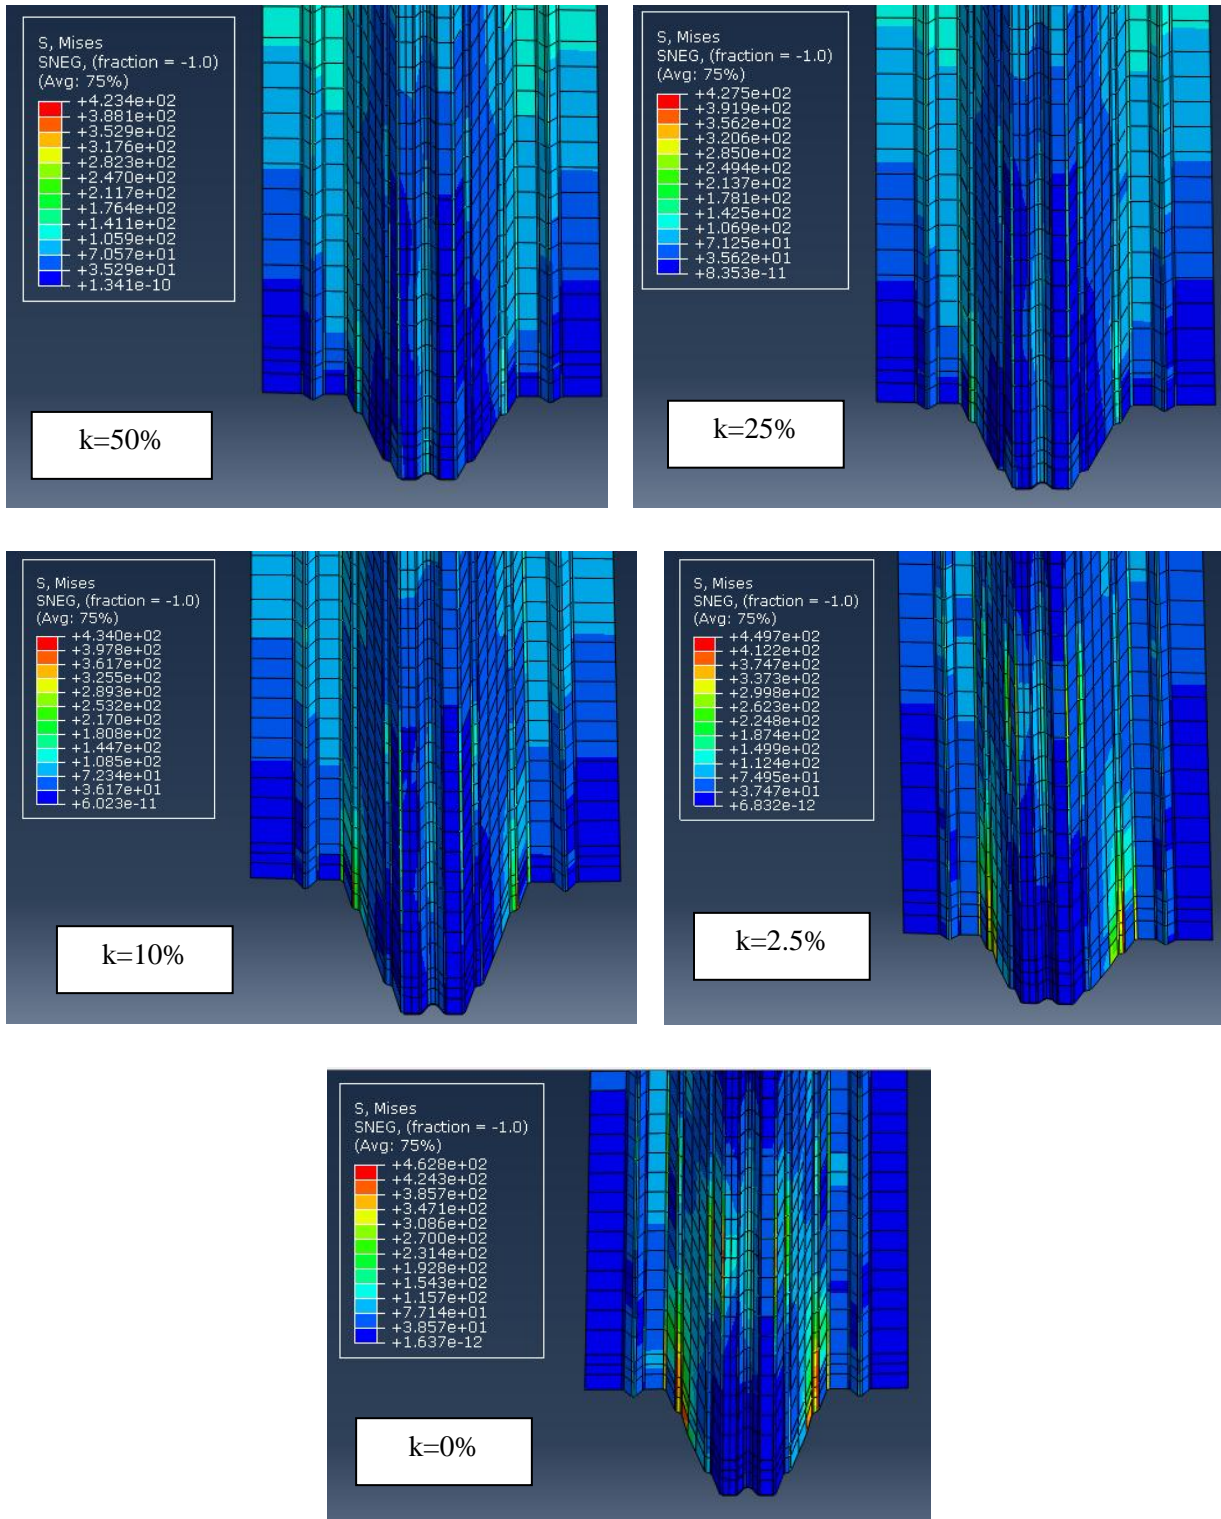 S, Mises
SNEG, (fraction = -1.0)
(Avg: 75%)
+4.234e+02
+3.881e+02
+3.529e+02
+3.176e+02
+2.823e+02
+2.470e+02
+2.117e+02
+1.764e+02
+1.411e+02
+1.059e+02
+7.057e+01
+3.529e+01
+1.341e-10
k=50%
S, Mises
SNEG, (fraction = -1.0)
(Avg: 75%)
+4.275e+02
+3.919e+02
+3.562e+02
+3.206e+02
+2.850e+02
+2.494e+02
+2.137e+02
+1.781e+02
+1.425e+02
+1.069e+02
+7.125e+01
+3.562e+01
+8.353e-11
k=25%
S, Mises
SNEG, (fraction = -1.0)
(Avg: 75%)
+4.340e+02
+3.978e+02
+3.617e+02
+3.255e+02
+2.893e+02
+2.532e+02
+2.170e+02
+1.808e+02
+1.447e+02
+1.085e+02
+7.234e+01
+3.617e+01
+6.023e-11
k=10%
S, Mises
SNEG, (fraction = -1.0)
(Avg: 75%)
+4.497e+02
+4.122e+02
+3.747e+02
+3.373e+02
+2.998e+02
+2.623e+02
+2.248e+02
+1.874e+02
+1.499e+02
+1.124e+02
+7.495e+01
+3.747e+01
+6.832e-12
k=2.5%
S, Mises
SNEG, (fraction = -1.0)
(Avg: 75%)
+4.628e+02
+4.243e+02
+3.857e+02
+3.471e+02
+3.086e+02
+2.700e+02
+2.314e+02
+1.928e+02
+1.543e+02
+1.157e+02
+7.714e+01
+3.857e+01
+1.637e-12
k=0%